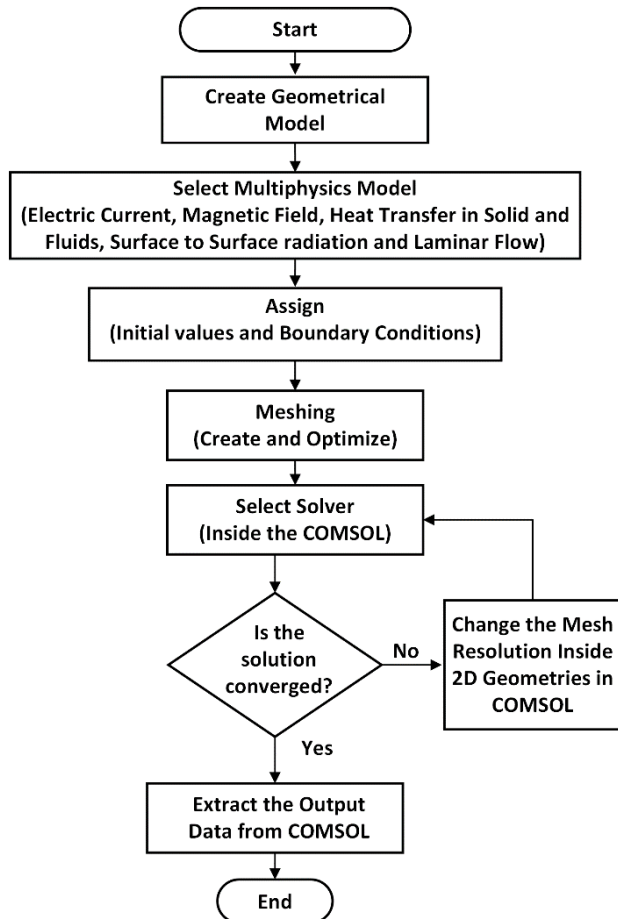 Start
Create Geometrical
Model
Select Multiphysics Model
(Electric Current, Magnetic Field, Heat Transfer in Solid and
Fluids, Surface to Surface radiation and Laminar Flow)
Assign
(Initial values and Boundary Conditions)
Meshing
(Create and Optimize)
Select Solver
(Inside the COMSOL)
Is the
solution
converged?
No
Change the Mesh
Resolution Inside
2D Geometries in
COMSOL
Yes
Extract the Output
Data from COMSOL
End